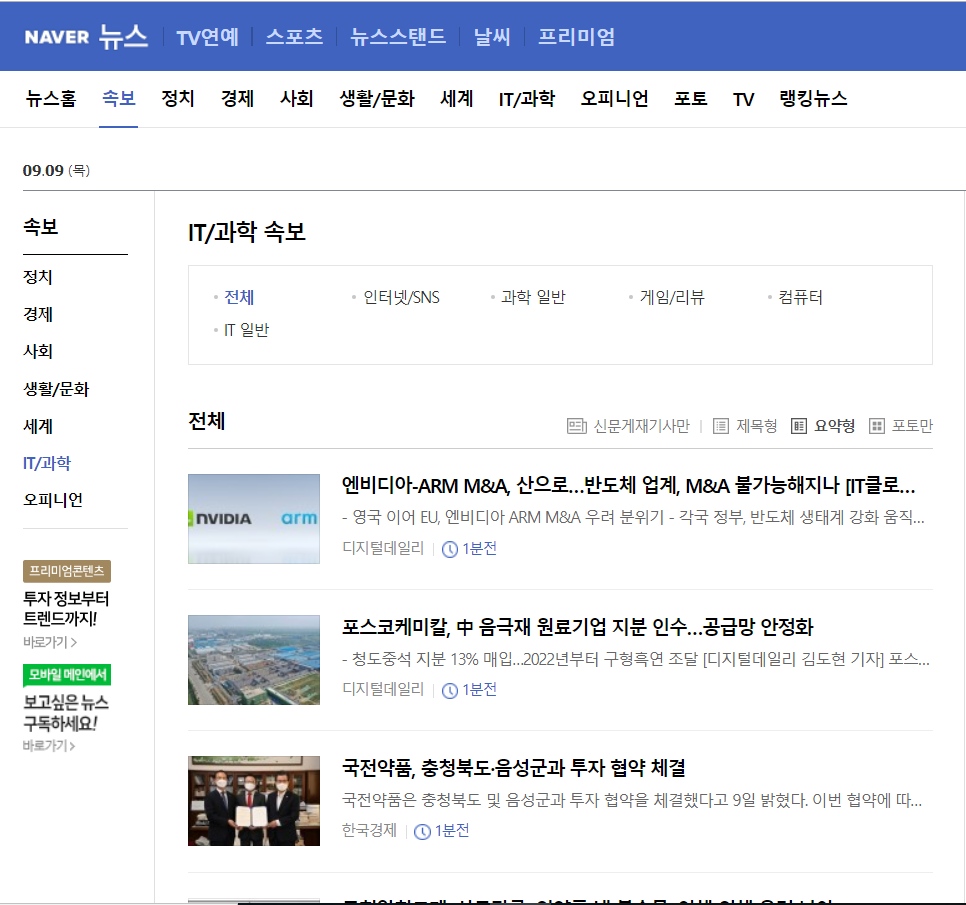 NAVER 뉴스 TV연예 스포츠 뉴스스탠드 날씨 프리미엄
뉴스홈 속보 정치 경제 사회 생활/문화 세계 IT/과학 오피니언 포토 TV 랭킹뉴스
09.09 (목)
속보
정치
경제
사회
생활/문화
세계
IT/과학
오피니언
프리미엄콘텐츠
투자 정보부터
트렌드까지!
바로가기 >
모바일 메인에서
보고싶은 뉴스
구독하세요!
바로가기 >
IT/과학 속보
전체 인터넷/SNS 과학 일반 게임/리뷰 컴퓨터
IT 일반
전체
신문게재기사만 | 제목형 요약형 포토만
NVIDIA arm
엔비디아-ARM M&A, 산으로…반도체 업계, M&A 불가능해지나 [IT클로…
- 영국 이어 EU, 엔비디아 ARM M&A 우려 분위기 - 각국 정부, 반도체 생태계 강화 움직…
디지털데일리 | 1분전
포스코케미칼, 中 음극재 원료기업 지분 인수…공급망 안정화
- 청도중석 지분 13% 매입…2022년부터 구형흑연 조달 [디지털데일리 김도현 기자] 포스…
디지털데일리 | 1분전
국전약품, 충청북도·음성군과 투자 협약 체결
국전약품은 충청북도 및 음성군과 투자 협약을 체결했다고 9일 밝혔다. 이번 협약에 따…
한국경제 | 1분전